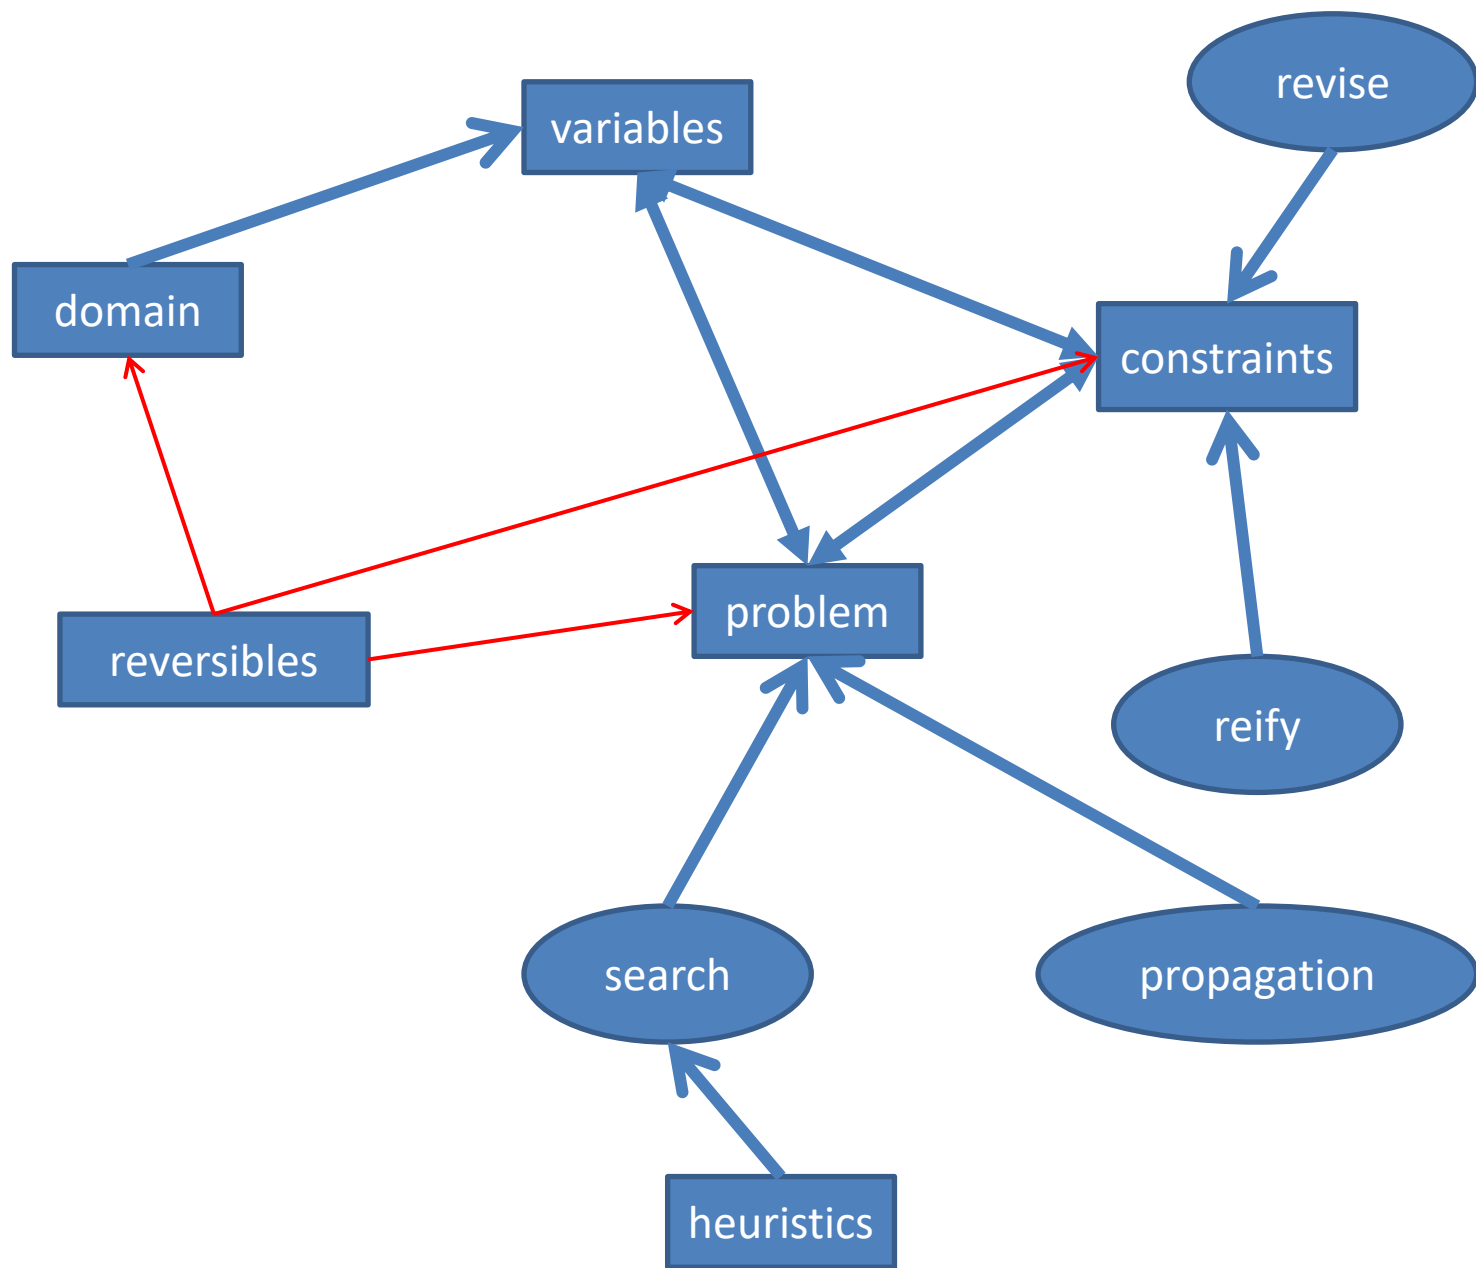 revise
variables
domain
constraints
problem
reversibles
reify
search
propagation
heuristics